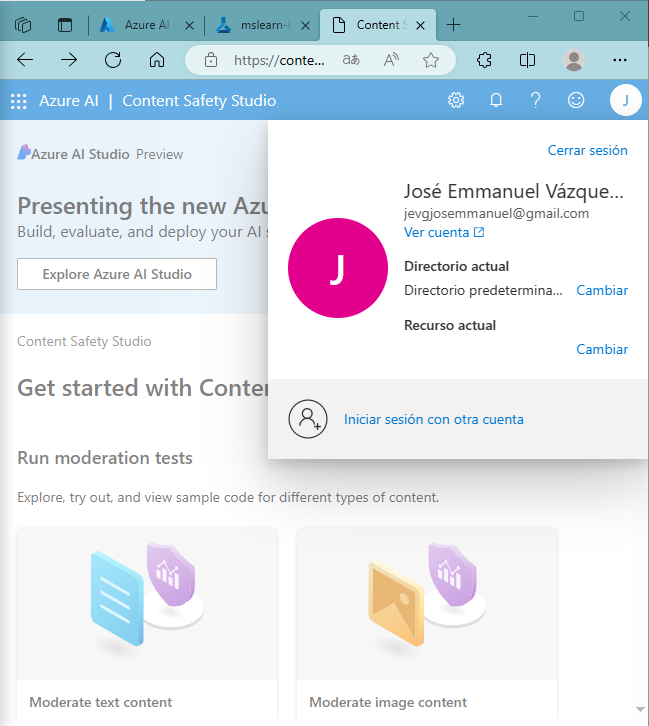 Azure AI
mslearn-b
Content S
https://conte...
Azure AI | Content Safety Studio
J
Azure AI Studio Preview
Presenting the new Azu
Build, evaluate, and deploy your AI s
Explore Azure AI Studio
Cerrar sesión
J
José Emmanuel Vázque...
jevgjosemmanuel@gmail.com
Ver cuenta
Directorio actual
Directorio predetermina... Cambiar
Recurso actual
Cambiar
Iniciar sesión con otra cuenta
Content Safety Studio
Get started with Conten
Run moderation tests
Explore, try out, and view sample code for different types of content.
Moderate text content
Moderate image content